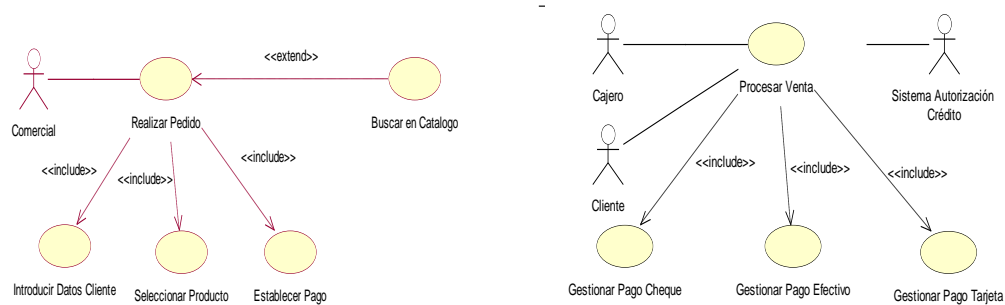 <<extend>>
Comercial
Realizar Pedido
Buscar en Catalogo
<<include>>
<<include>>
<<include>>
Introducir Datos Cliente
Seleccionar Producto
Establecer Pago
Cajero
Procesar Venta
Sistema Autorización
Crédito
Cliente
<<include>>
<<include>>
<<include>>
Gestionar Pago Cheque
Gestionar Pago Efectivo
Gestionar Pago Tarjeta